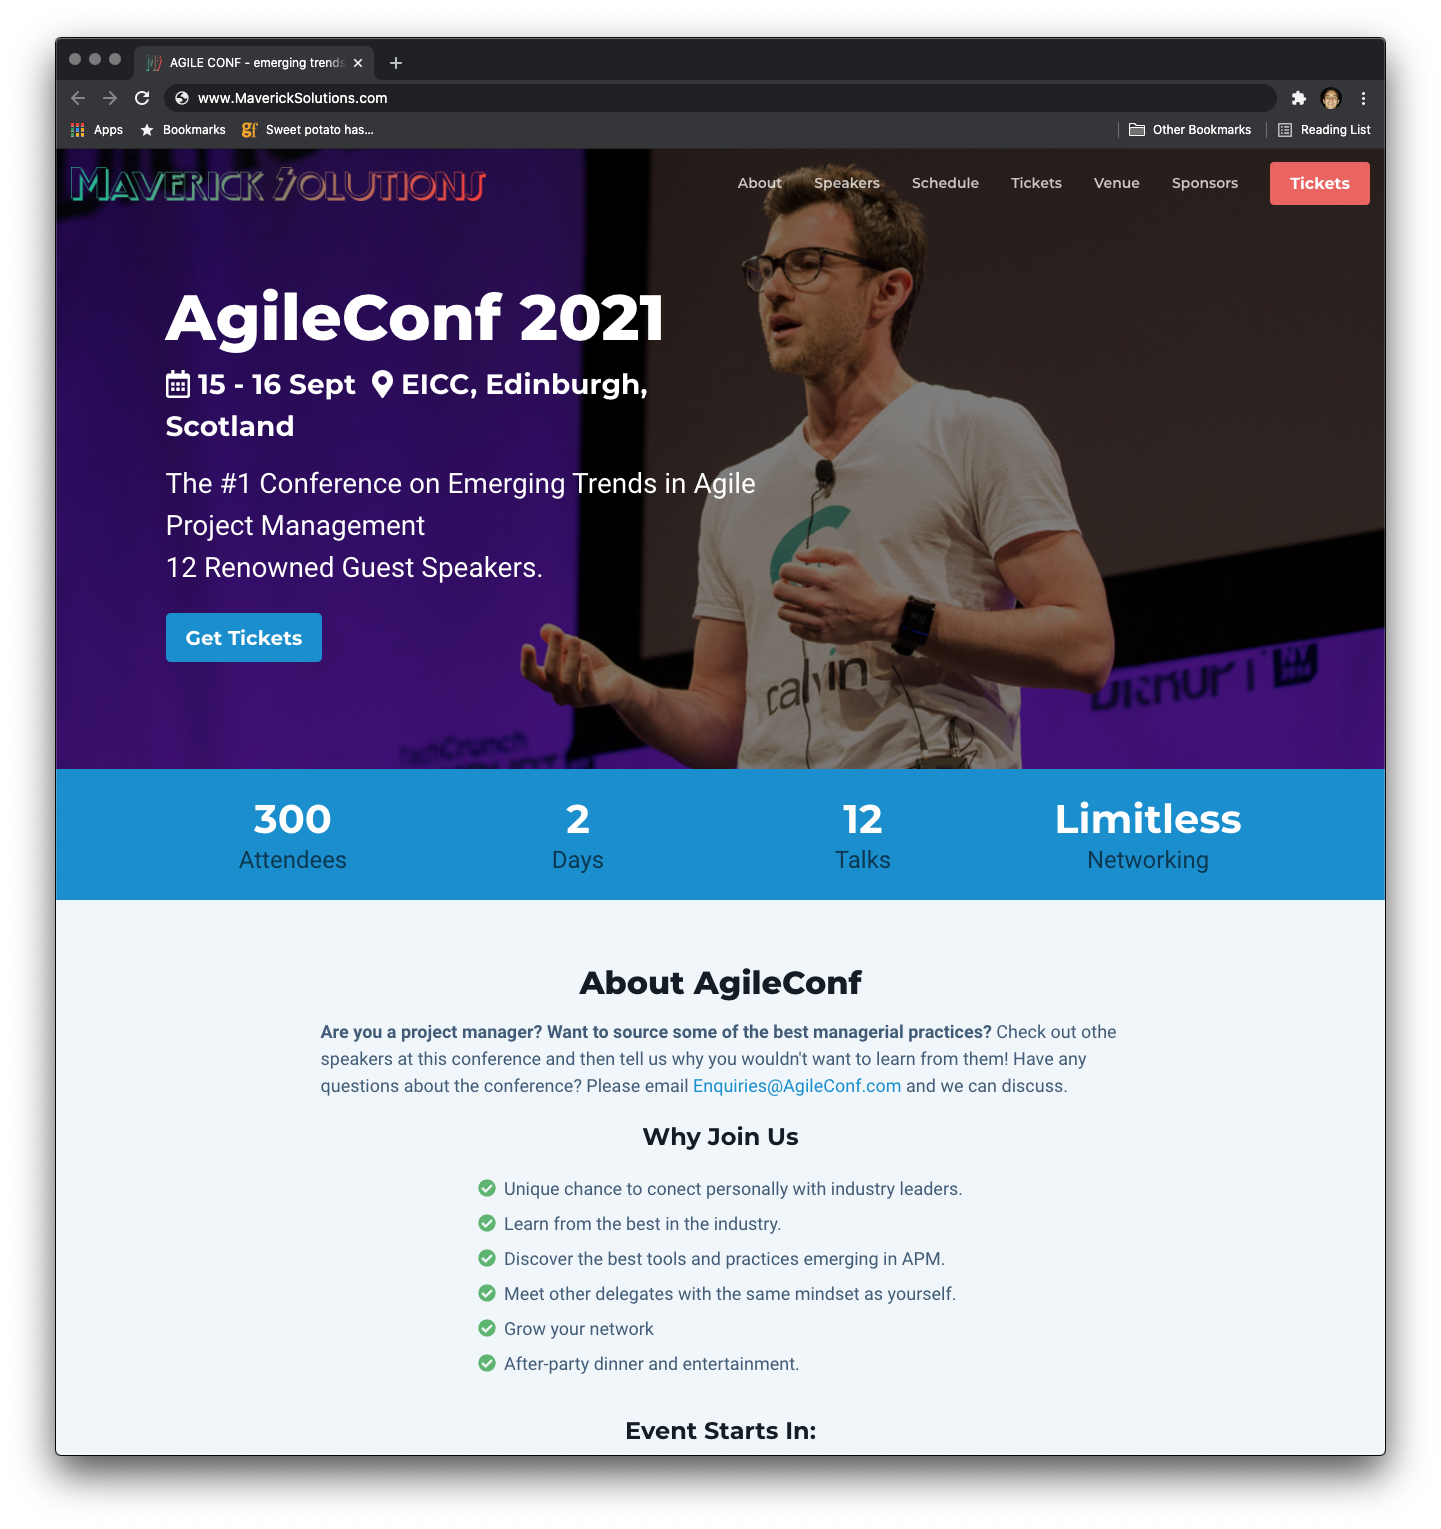 AGILE CONF - emerging trends
www.MaverickSolutions.com
Apps Bookmarks gf Sweet potato has... Other Bookmarks Reading List
MAVERICK SOLUTIONS About Speakers Schedule Tickets Venue Sponsors Tickets
AgileConf 2021
15 - 16 Sept EICC, Edinburgh,
Scotland
The #1 Conference on Emerging Trends in Agile
Project Management
12 Renowned Guest Speakers.
Get Tickets
calvin
DISRUPT NY
TechCrunch
300 2 12 Limitless
Attendees Days Talks Networking
About AgileConf
Are you a project manager? Want to source some of the best managerial practices? Check out othe
speakers at this conference and then tell us why you wouldn't want to learn from them! Have any
questions about the conference? Please email Enquiries@AgileConf.com and we can discuss.
Why Join Us
Unique chance to conect personally with industry leaders.
Learn from the best in the industry.
Discover the best tools and practices emerging in APM.
Meet other delegates with the same mindset as yourself.
Grow your network
After-party dinner and entertainment.
Event Starts In: